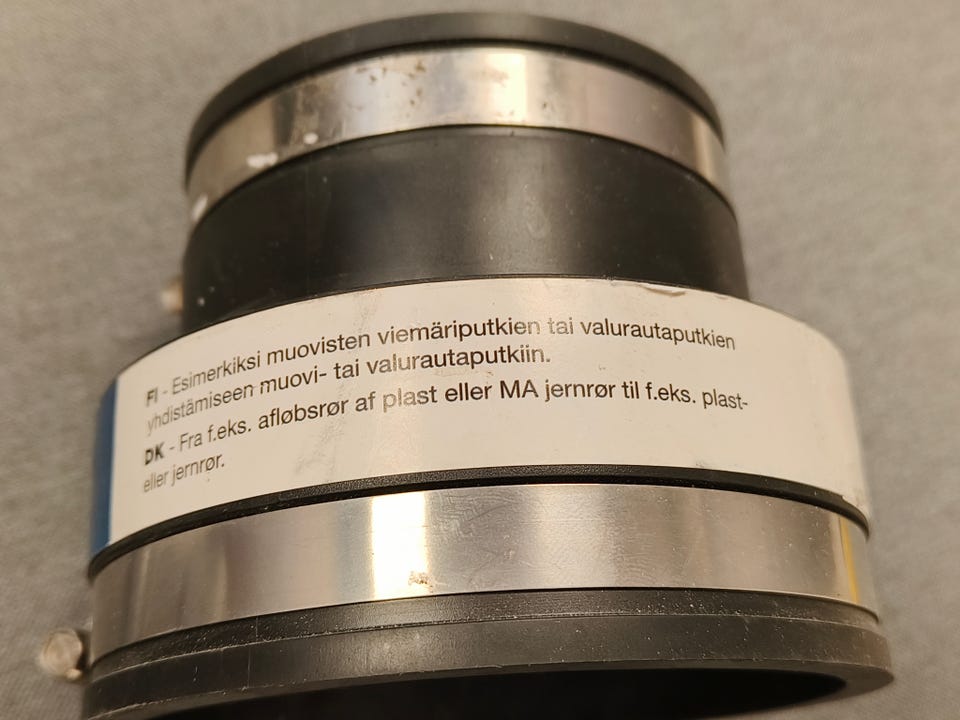 FI - Esimerkiksi muovisten viemäriputkien tai valurautaputkien
yhdistämiseen muovi- tai valurautaputkiin.
DK - Fra f.eks. afløbsrør af plast eller MA jernrør til f.eks. plast-
eller jernrør.